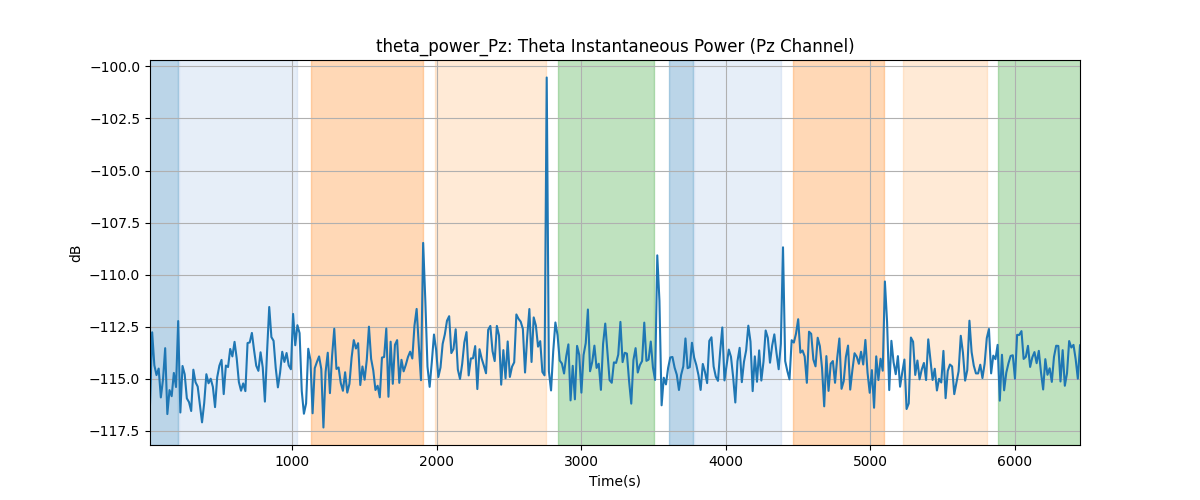 theta_power_Pz: Theta Instantaneous Power (Pz Channel)
−100.0
−102.5
−105.0
−107.5
−110.0
−112.5
−115.0
−117.5
dB
1000 2000 3000 4000 5000 6000
Time(s)